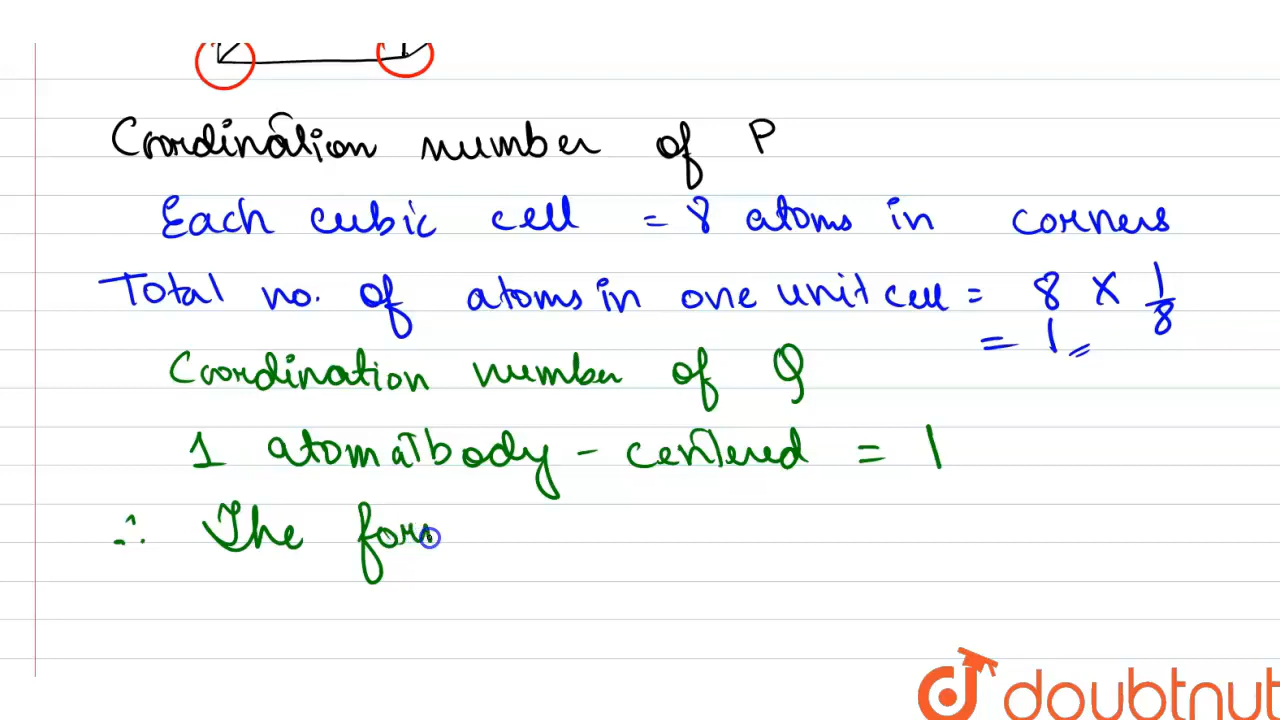 Coordination number of P
Each cubic cell = 8 atoms in corners
Total no. of atoms in one unit cell = 8 × 1/8
= 1
Coordination number of Q
1 atom at body - centered = 1
∴ The for
doubtnut